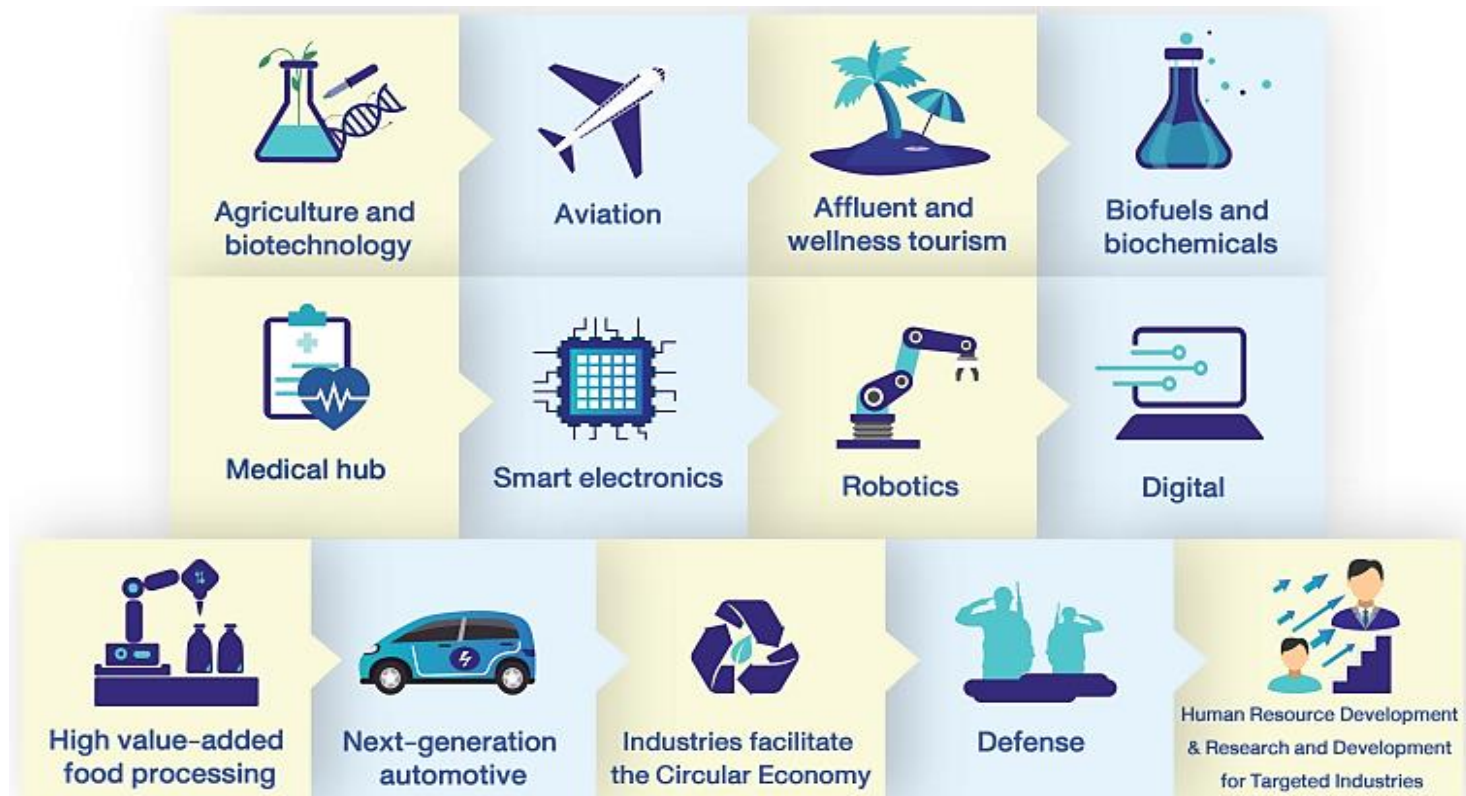 Agriculture and
biotechnology
Aviation
Affluent and
wellness tourism
Biofuels and
biochemicals
Medical hub
Smart electronics
Robotics
Digital
High value-added
food processing
Next-generation
automotive
Industries facilitate
the Circular Economy
Defense
Human Resource Development
& Research and Development
for Targeted Industries